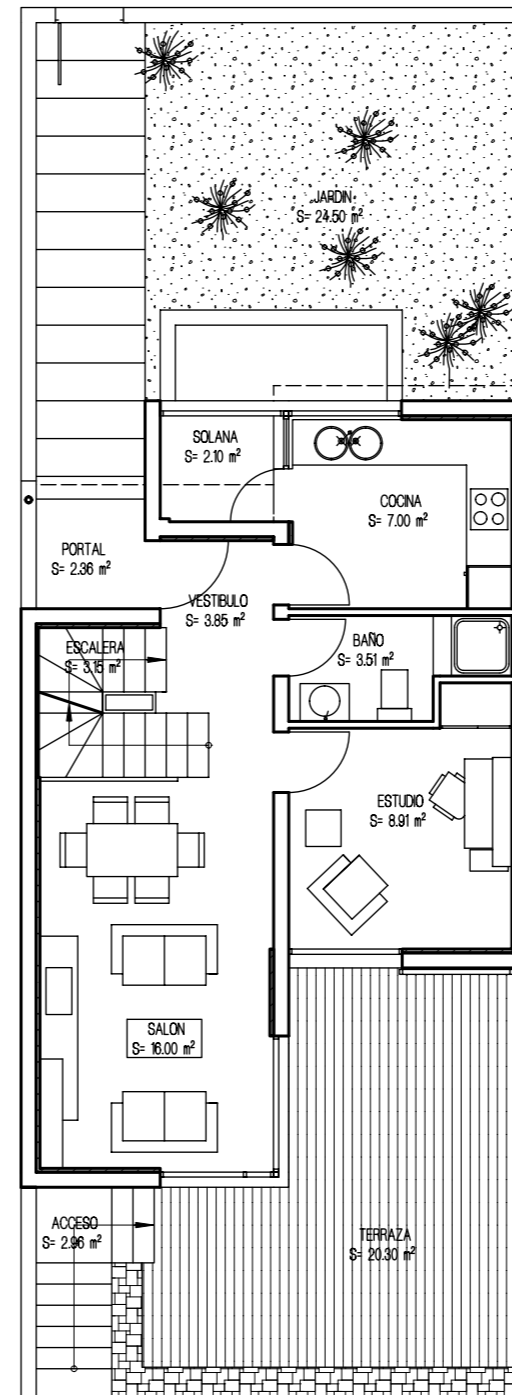 JARDIN
S= 24.50 m²
SOLANA
S= 2.10 m²
COCINA
S= 7.00 m²
PORTAL
S= 2.36 m²
VESTIBULO
S= 3.85 m²
ESCALERA
S= 3.15 m²
BAÑO
S= 3.51 m²
ESTUDIO
S= 8.91 m²
SALON
S= 16.00 m²
ACCESO
S= 2.96 m²
TERRAZA
S= 20.30 m²